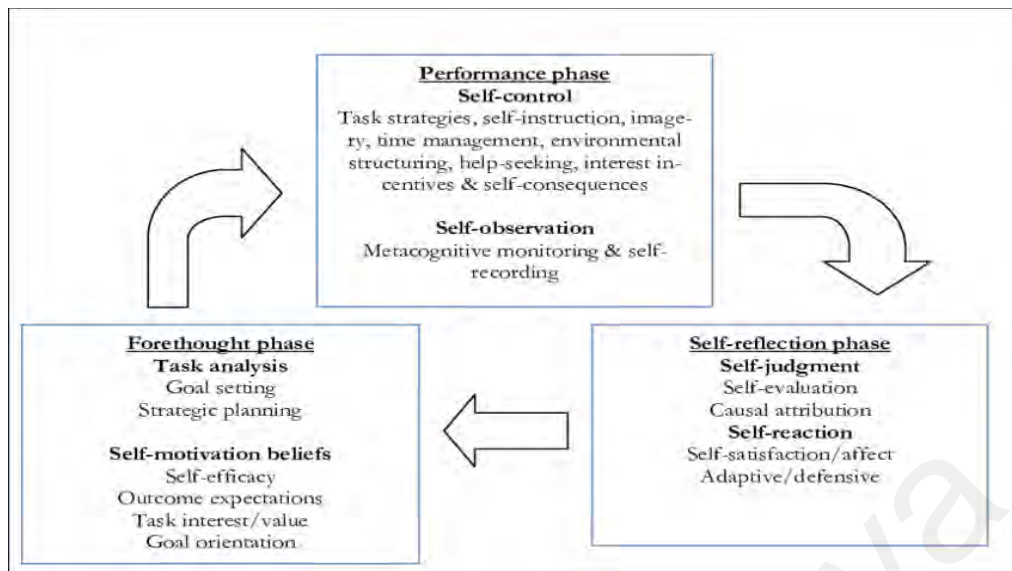 Performance phase
Self-control
Task strategies, self-instruction, image-
ry, time management, environmental
structuring, help-seeking, interest in-
centives & self-consequences
Self-observation
Metacognitive monitoring & self-
recording
Forethought phase
Task analysis
Goal setting
Strategic planning
Self-motivation beliefs
Self-efficacy
Outcome expectations
Task interest/value
Goal orientation
Self-reflection phase
Self-judgment
Self-evaluation
Causal attribution
Self-reaction
Self-satisfaction/affect
Adaptive/defensive